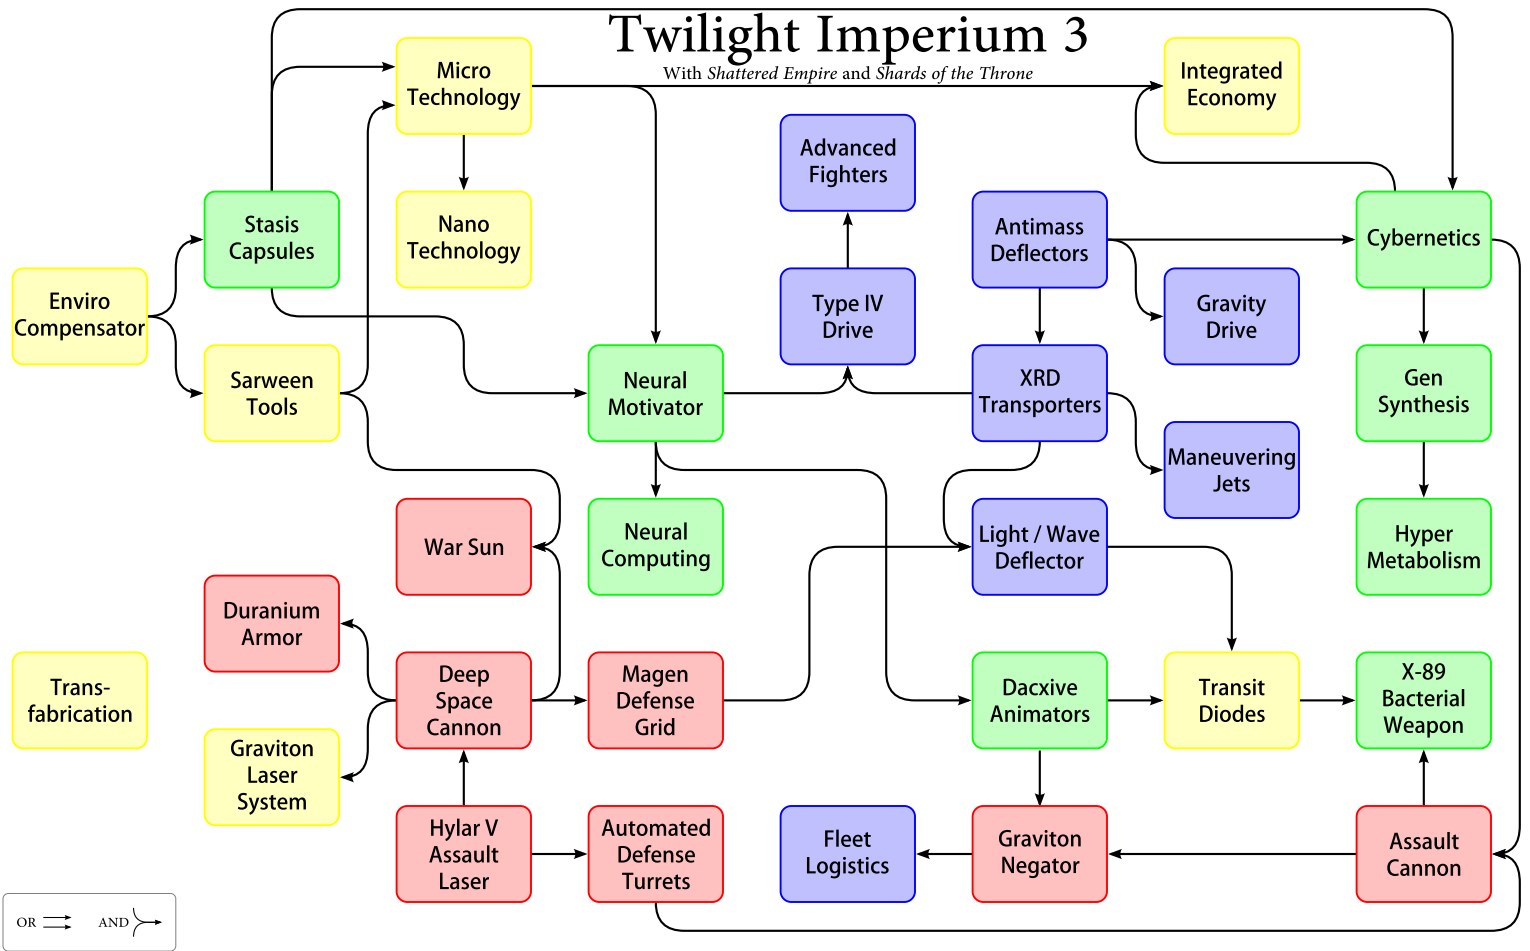 Twilight Imperium 3
With Shattered Empire and Shards of the Throne
Micro
Technology
Integrated
Economy
Advanced
Fighters
Stasis
Capsules
Nano
Technology
Antimass
Deflectors
Cybernetics
Enviro
Compensator
Type IV
Drive
Gravity
Drive
Sarween
Tools
Neural
Motivator
XRD
Transporters
Gen
Synthesis
Maneuvering
Jets
War Sun
Neural
Computing
Light / Wave
Deflector
Hyper
Metabolism
Duranium
Armor
Trans-
fabrication
Deep
Space
Cannon
Magen
Defense
Grid
Dacxive
Animators
Transit
Diodes
X-89
Bacterial
Weapon
Graviton
Laser
System
Hylar V
Assault
Laser
Automated
Defense
Turrets
Fleet
Logistics
Graviton
Negator
Assault
Cannon
OR AND